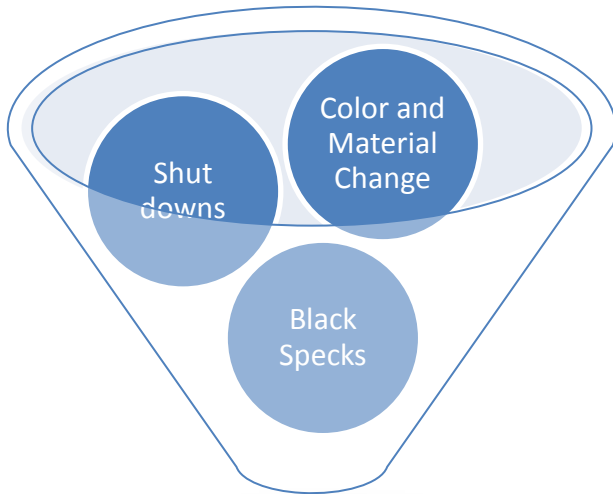 Color and
Material
Change
Shut
downs
Black
Specks